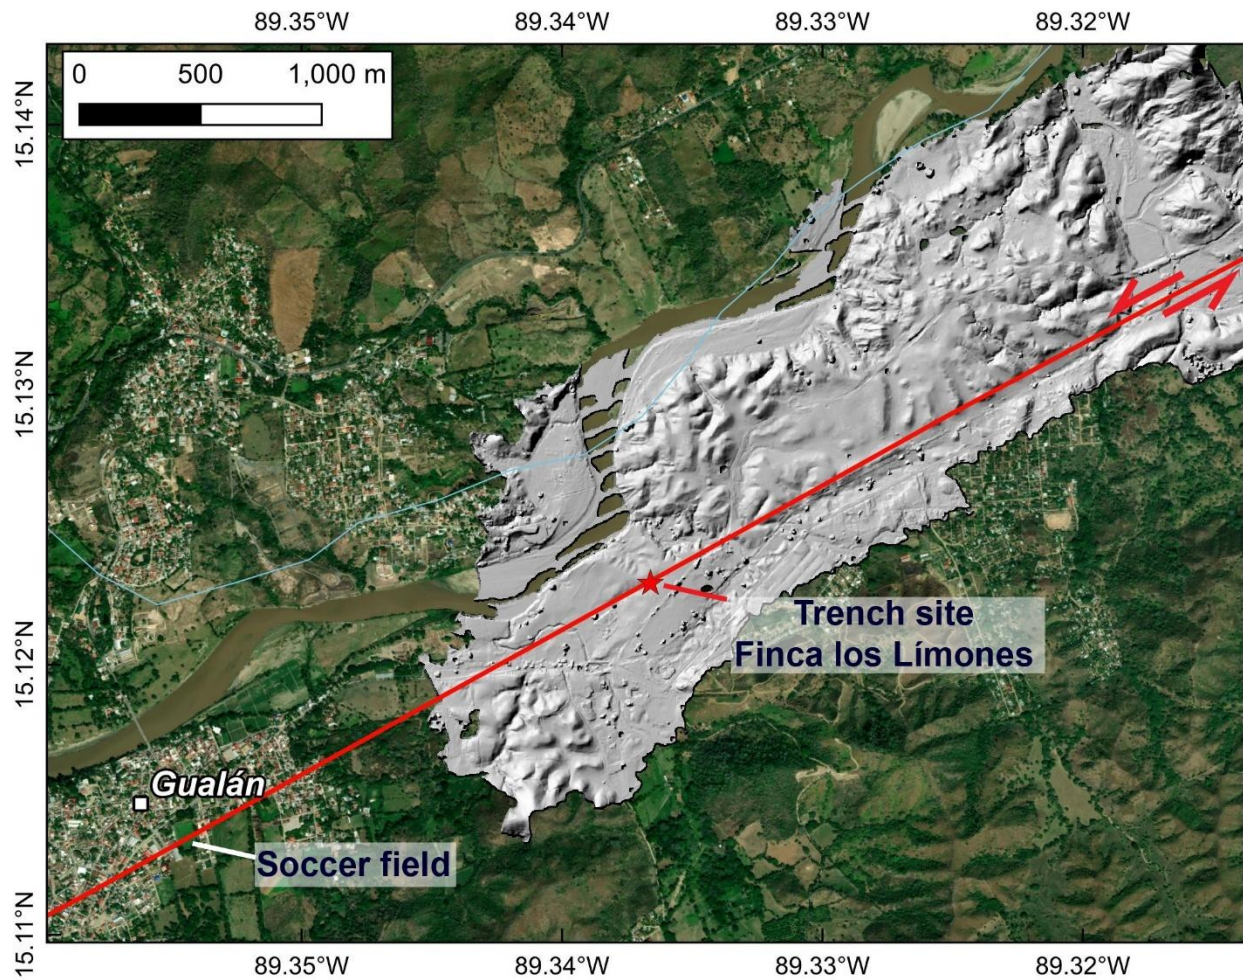 89.35°W 89.34°W 89.33°W 89.32°W
0 500 1,000 m
15.14°N
15.13°N
15.12°N
15.11°N
Trench site
Finca los Límones
Gualán
Soccer field
89.35°W 89.34°W 89.33°W 89.32°W